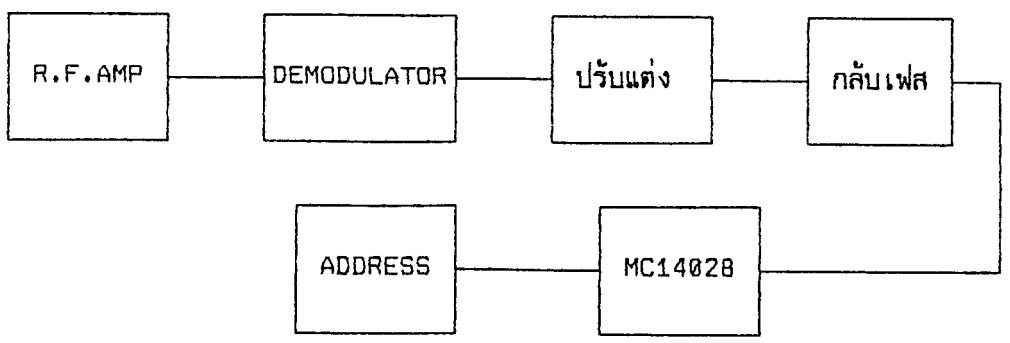 R.F.AMP
DEMODULATOR
ปรับแต่ง
กลับเฟส
ADDRESS
MC14028